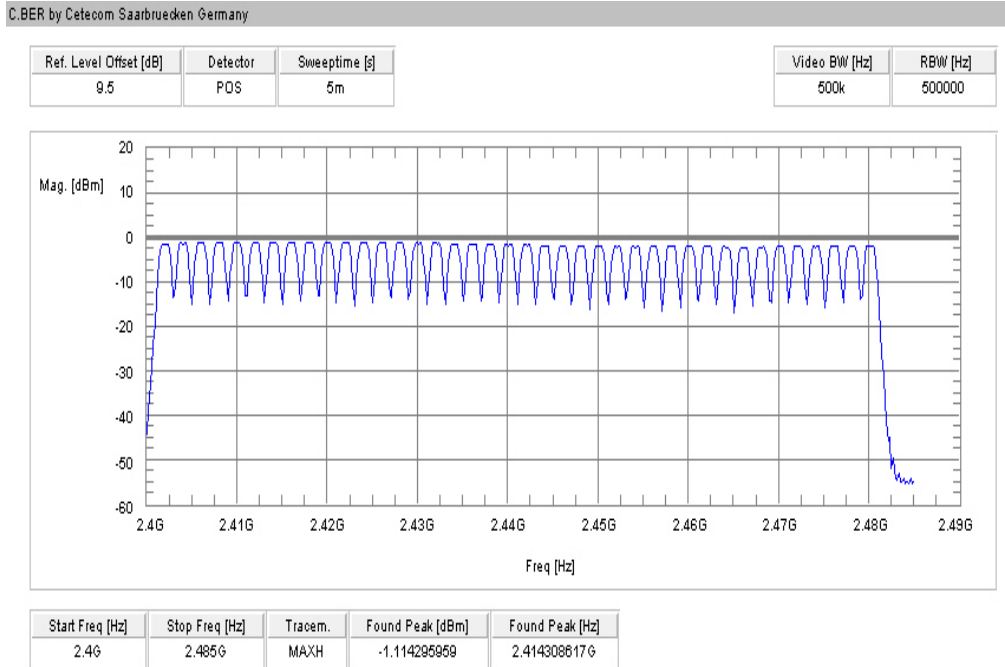 C.BER by Cetecom Saarbruecken Germany
Ref. Level Offset [dB] Detector Sweeptime [s] Video BW [Hz] RBW [Hz]
9.5 POS 5m 500k 500000
Mag. [dBm]
20
10
0
-10
-20
-30
-40
-50
-60
2.4G 2.41G 2.42G 2.43G 2.44G 2.45G 2.46G 2.47G 2.48G 2.49G
Freq [Hz]
Start Freq [Hz] Stop Freq [Hz] Tracem. Found Peak [dBm] Found Peak [Hz]
2.4G 2.485G MAXH -1.114295959 2.414308617G